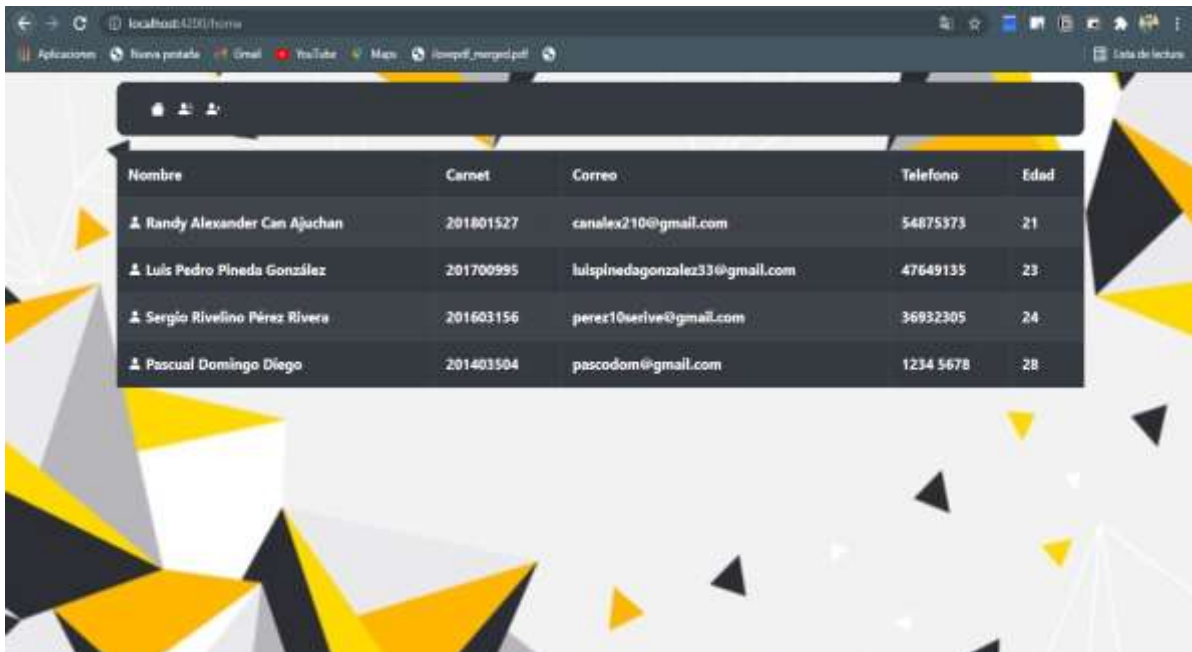 localhost:4200/home
Aplicaciones Nueva pestaña Gmail YouTube Maps ilovepdf_merged.pdf Lista de lectura
Nombre Carnet Correo Telefono Edad
Randy Alexander Can Ajuchan 201801527 canalex210@gmail.com 54875373 21
Luis Pedro Pineda González 201700995 luispinedagonzalez33@gmail.com 47649135 23
Sergio Rivelino Pérez Rivera 201603156 perez10serive@gmail.com 36932305 24
Pascual Domingo Diego 201403504 pascodom@gmail.com 1234 5678 28